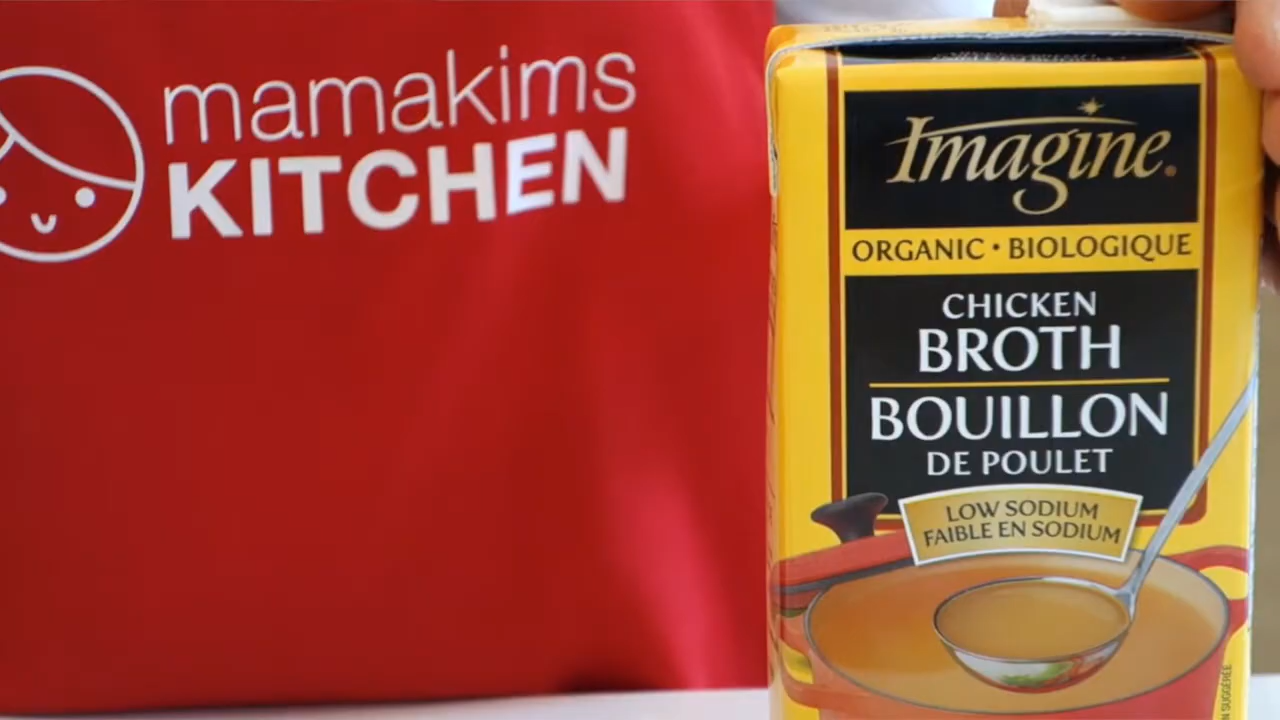 mamakims
KITCHEN
Imagine.
ORGANIC • BIOLOGIQUE
CHICKEN
BROTH
BOUILLON
DE POULET
LOW SODIUM
FAIBLE EN SODIUM